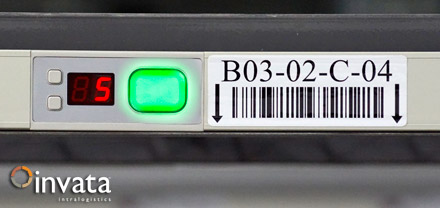 5
B03-02-C-04
invata
intralogistics